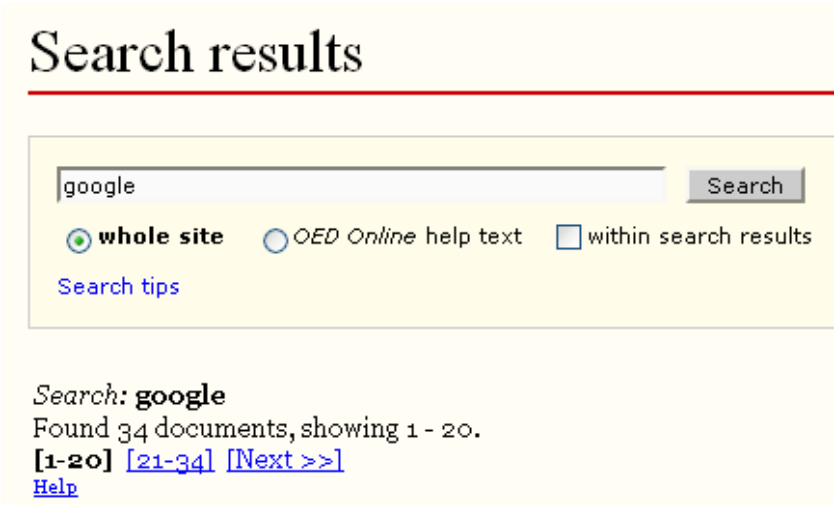 Search results
google Search
whole site OED Online help text within search results
Search tips
Search: google
Found 34 documents, showing 1 - 20.
[1-20] [21-34] [Next >>]
Help